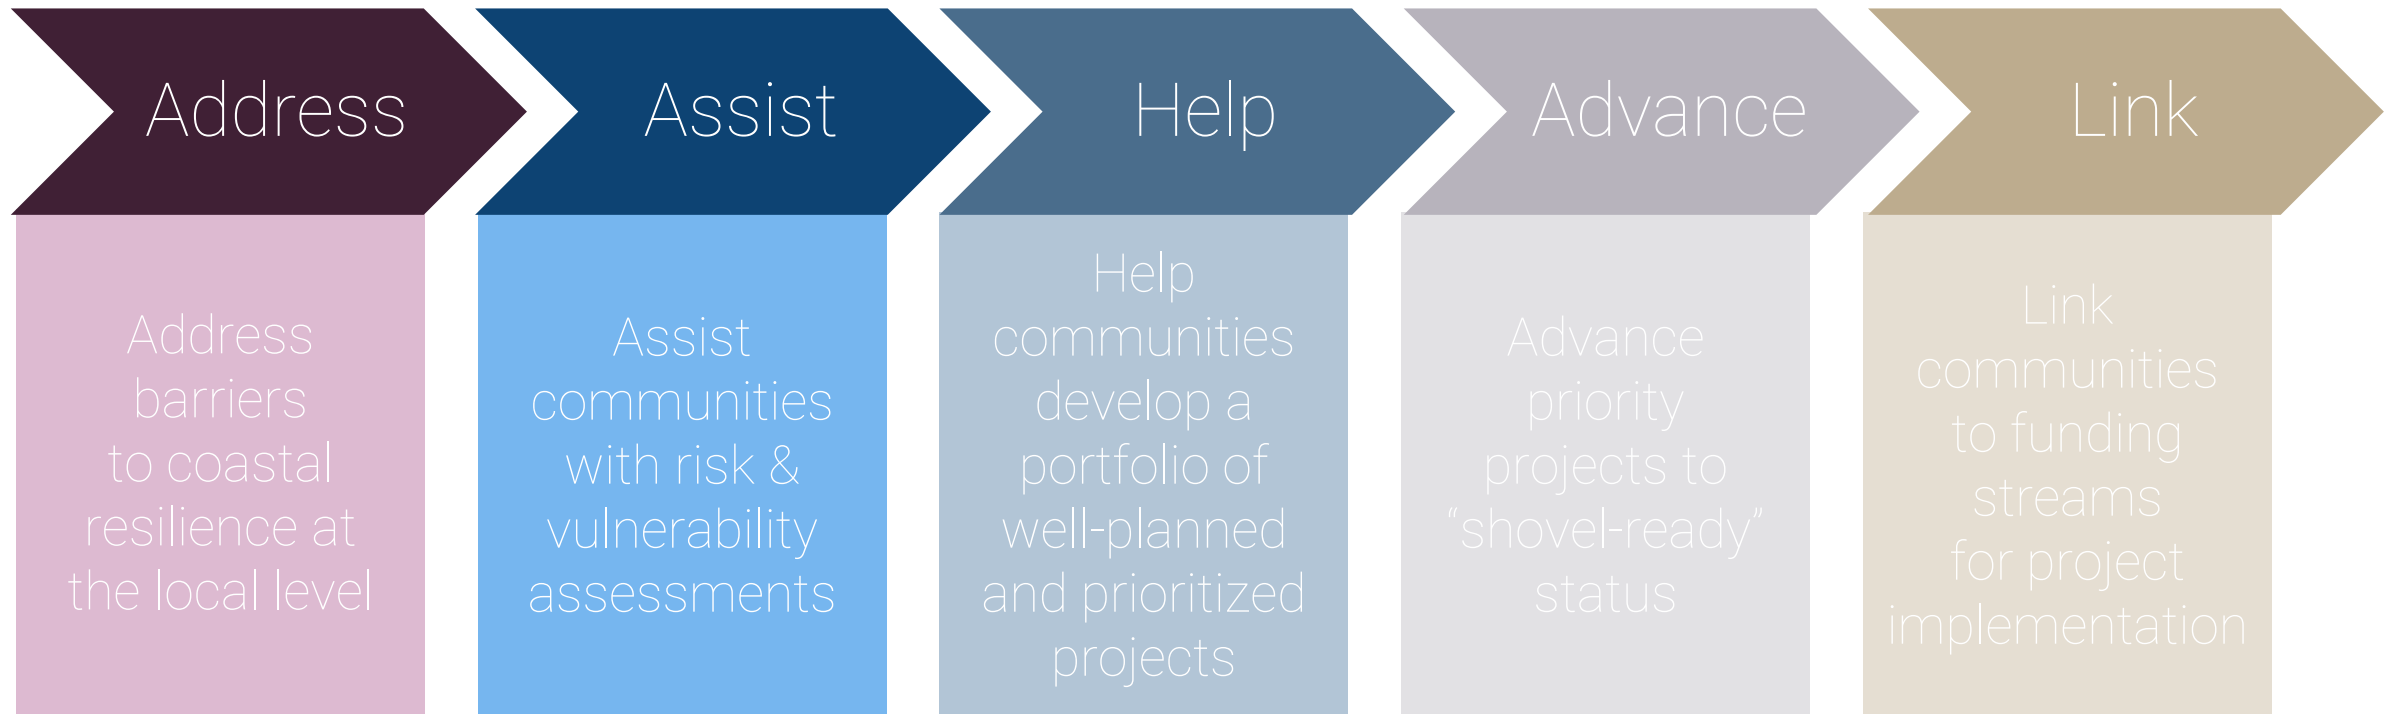 Address
Assist
Help
Advance
Link
Address
barriers
to coastal
resilience at
the local level
Assist
communities
with risk &
vulnerability
assessments
Help
communities
develop a
portfolio of
well-planned
and prioritized
projects
Advance
priority
projects to
“shovel-ready”
status
Link
communities
to funding
streams
for project
implementation